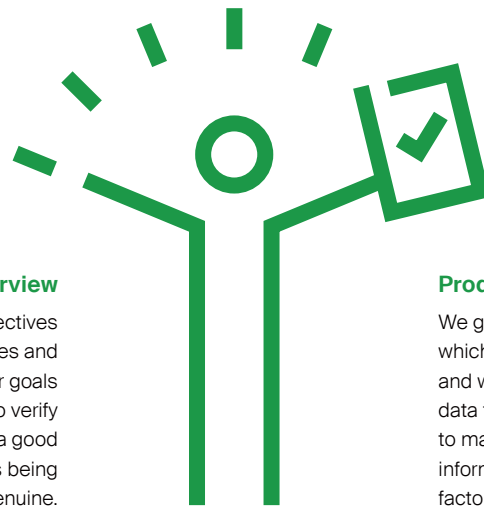 rview
ectives
es and
r goals
o verify
a good
s being
enuine.
Prod
We g
which
and w
data
to ma
inforr
facto